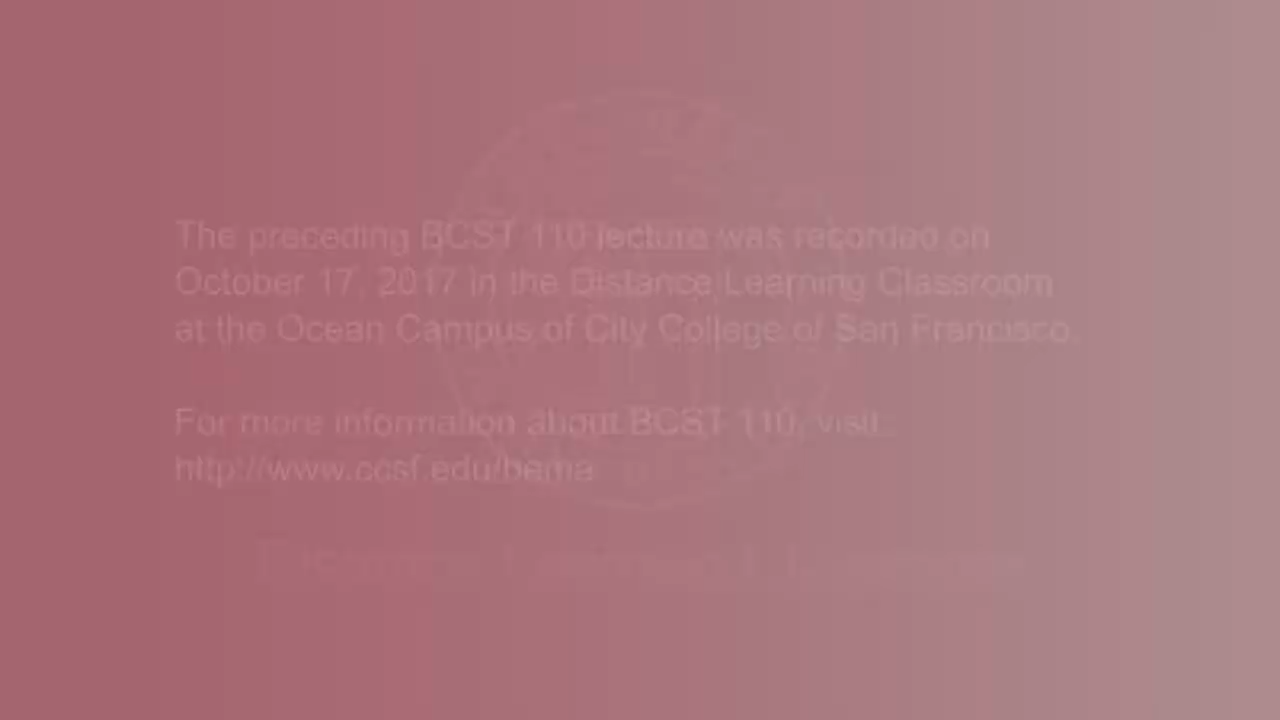 The preceding BCST 110 lecture was recorded on
October 17, 2017 in the Distance Learning Classroom
at the Ocean Campus of City College of San Francisco.
For more information about BCST 110, visit:
http://www.ccsf.edu/bema